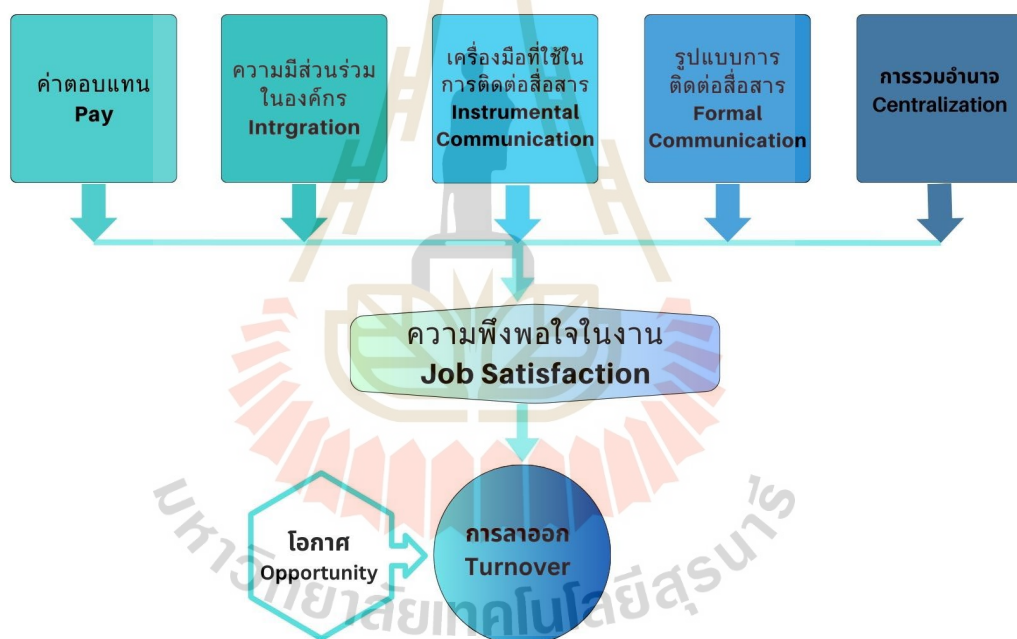 ค่าตอบแทน
Pay
ความมีส่วนร่วม
ในองค์กร
Intrgration
เครื่องมือที่ใช้ใน
การติดต่อสื่อสาร
Instrumental
Communication
รูปแบบการ
ติดต่อสื่อสาร
Formal
Communication
การรวมอำนาจ
Centralization
ความพึงพอใจในงาน
Job Satisfaction
โอกาศ
Opportunity
การลาออก
Turnover
มหาวิทยาลัยเทคโนโลยีสุรนารี